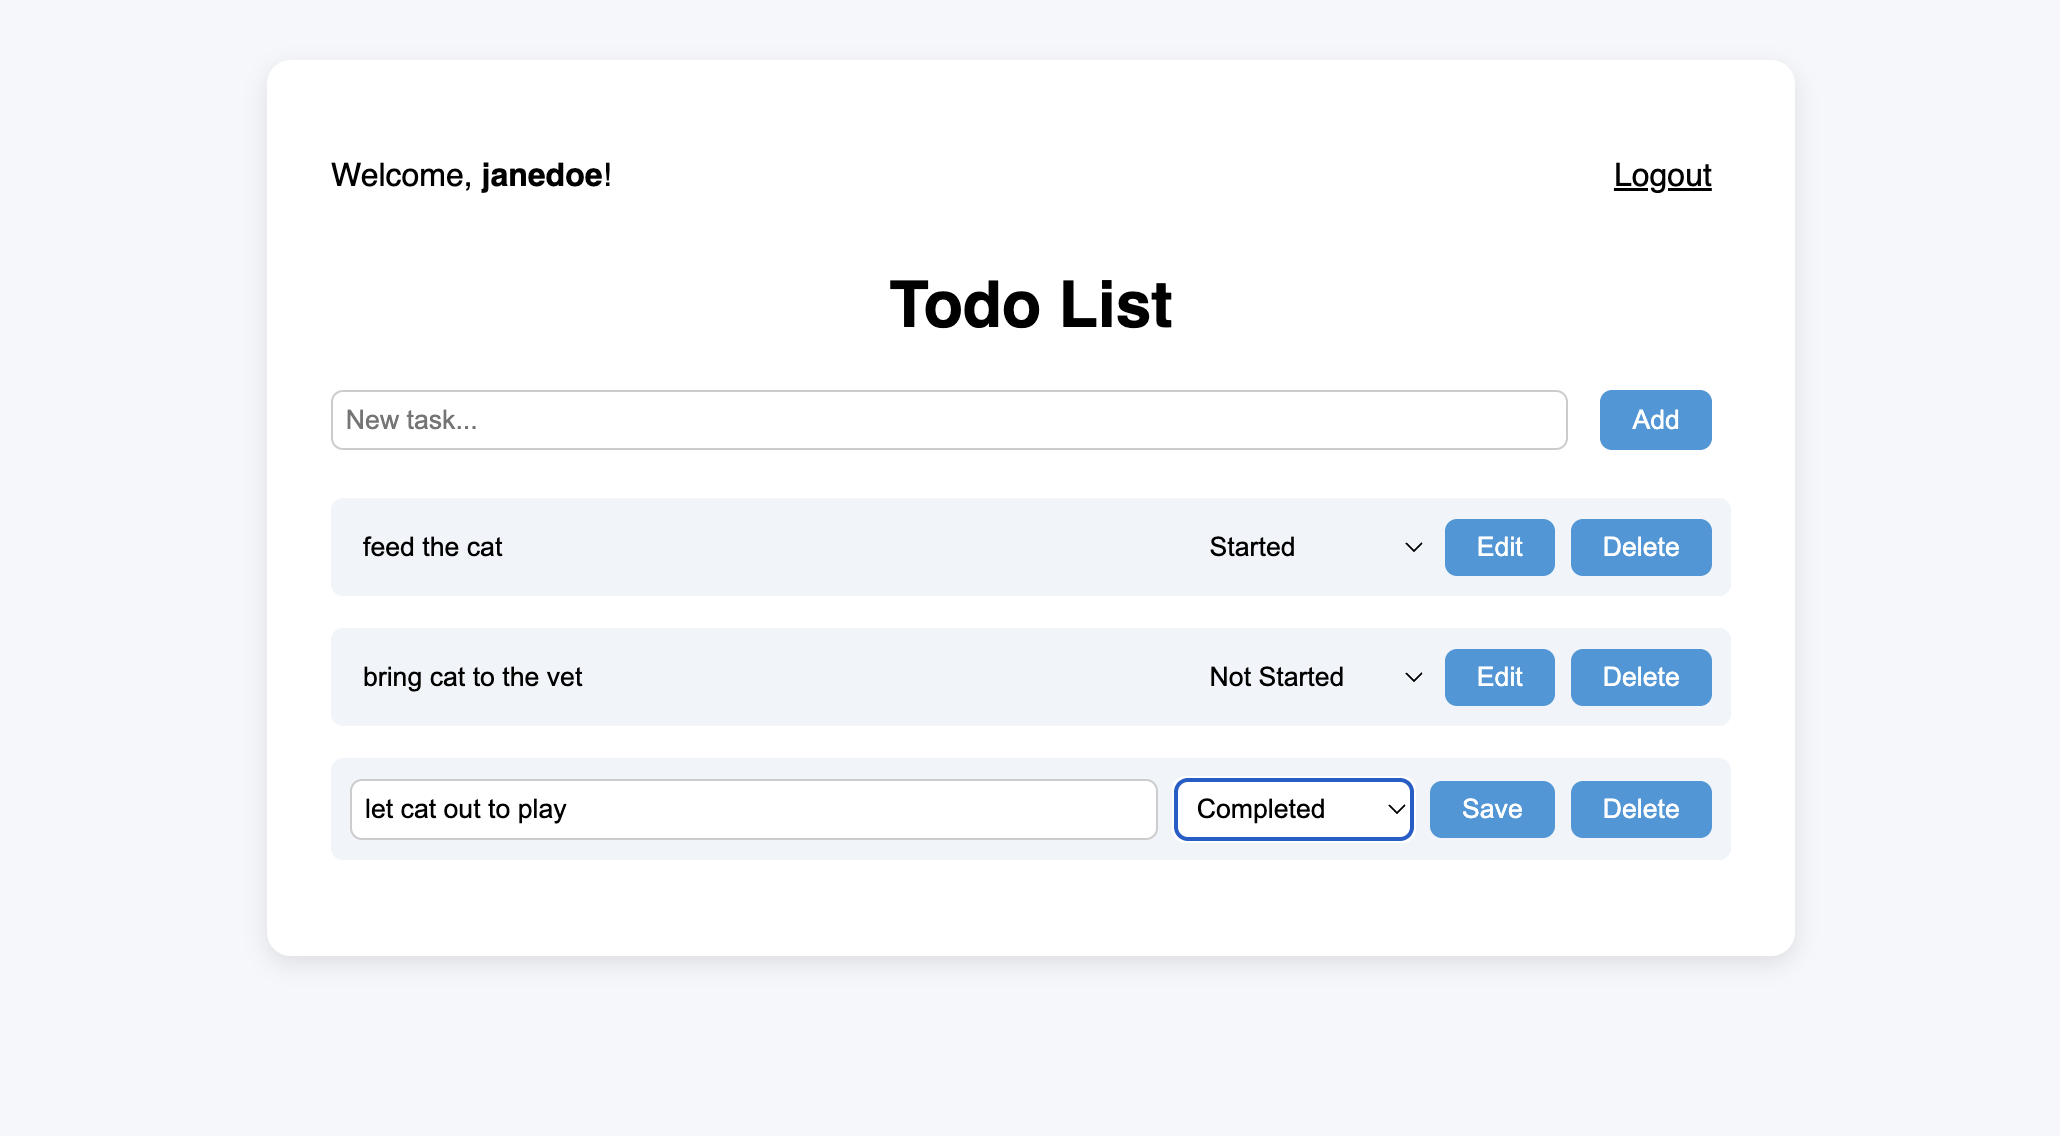 Welcome, janedoe! Logout
Todo List
New task... Add
feed the cat Started Edit Delete
bring cat to the vet Not Started Edit Delete
let cat out to play Completed Save Delete